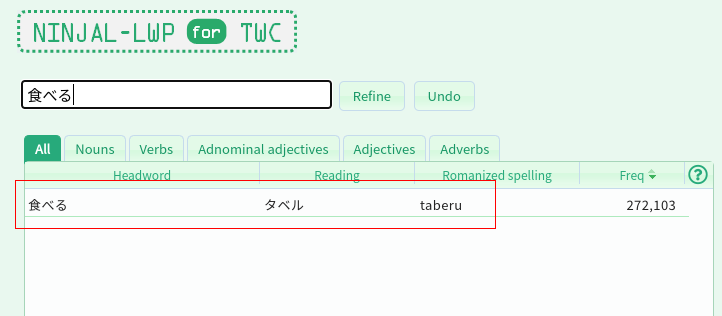 NINJAL-LWP for TWC
食べる
Refine Undo
All Nouns Verbs Adnominal adjectives Adjectives Adverbs
Headword Reading Romanized spelling Freq ?
食べる タベル taberu 272,103